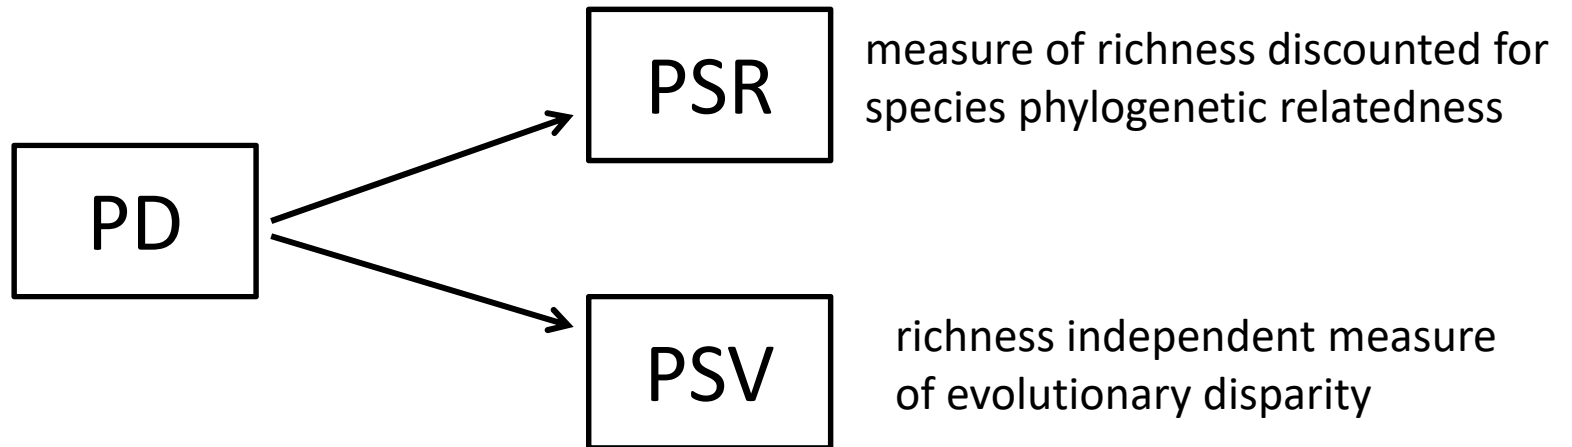 PSR
measure of richness discounted for
species phylogenetic relatedness
PD
PSV
richness independent measure
of evolutionary disparity